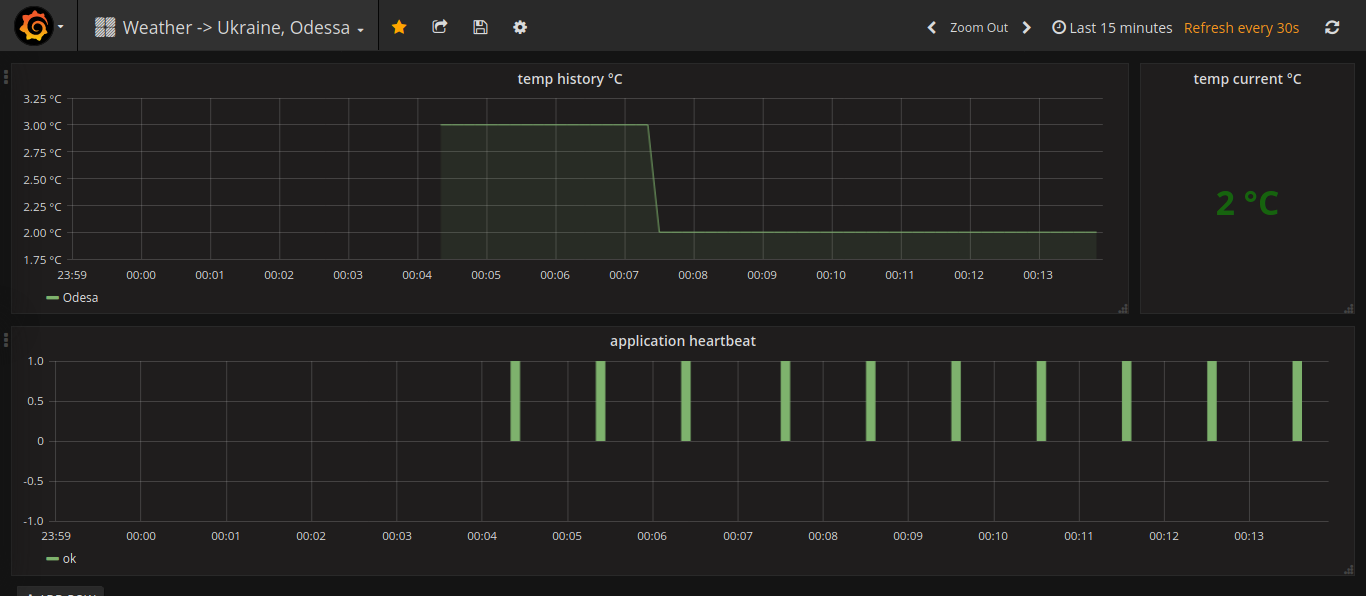 Weather -> Ukraine, Odessa
Zoom Out
Last 15 minutes Refresh every 30s
temp history °C
3.25 °C
3.00 °C
2.75 °C
2.50 °C
2.25 °C
2.00 °C
1.75 °C
23:59 00:00 00:01 00:02 00:03 00:04 00:05 00:06 00:07 00:08 00:09 00:10 00:11 00:12 00:13
Odesa
temp current °C
2 °C
application heartbeat
1.0
0.5
0
-0.5
-1.0
23:59 00:00 00:01 00:02 00:03 00:04 00:05 00:06 00:07 00:08 00:09 00:10 00:11 00:12 00:13
ok